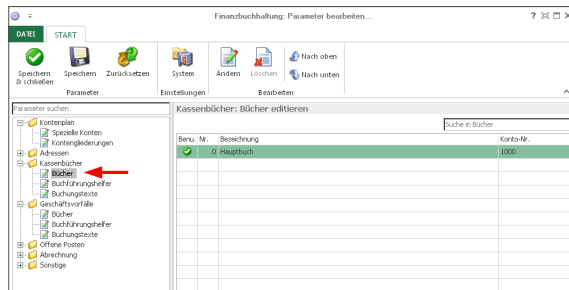 Finanzbuchhaltung: Parameter bearbeiten...
DATEI START
Speichern & schließen
Speichern
Zurücksetzen
System
Ändern
Löschen
Nach oben
Nach unten
Parameter
Einstellungen
Bearbeiten
Parameter suchen
Kontenplan
Spezielle Konten
Kontengliederungen
Adressen
Kassenbücher
Bücher
Buchführungshelfer
Buchungstexte
Geschäftsvorfälle
Bücher
Buchführungshelfer
Buchungstexte
Offene Posten
Abrechnung
Sonstige
Kassenbücher: Bücher editieren
Suche in Bücher
Benu. Nr. Bezeichnung Konto-Nr.
0 Hauptbuch 1000